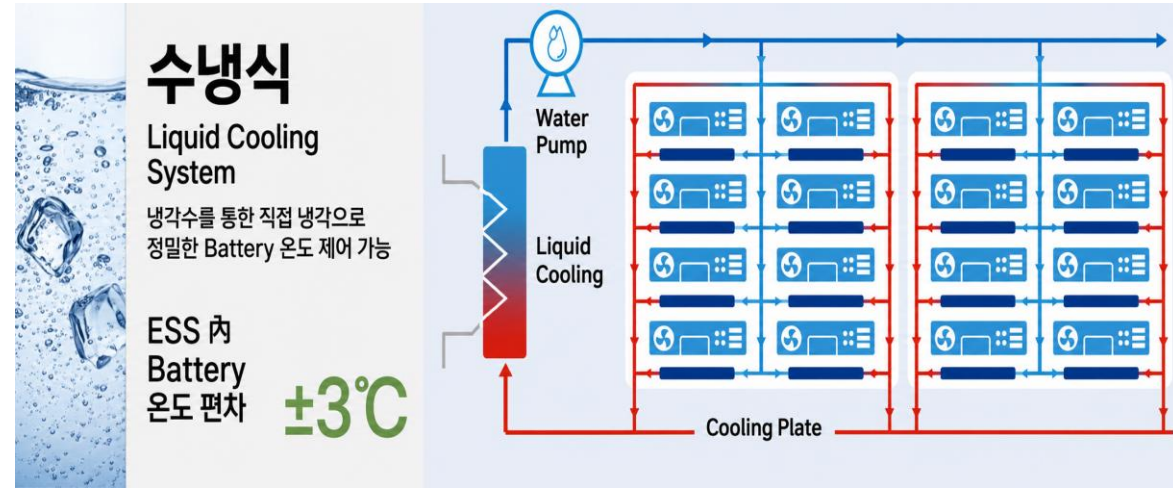 수냉식
Liquid Cooling
System
냉각수를 통한 직접 냉각으로
정밀한 Battery 온도 제어 가능
ESS 內
Battery
온도 편차
±3℃
Water
Pump
Liquid
Cooling
Cooling Plate